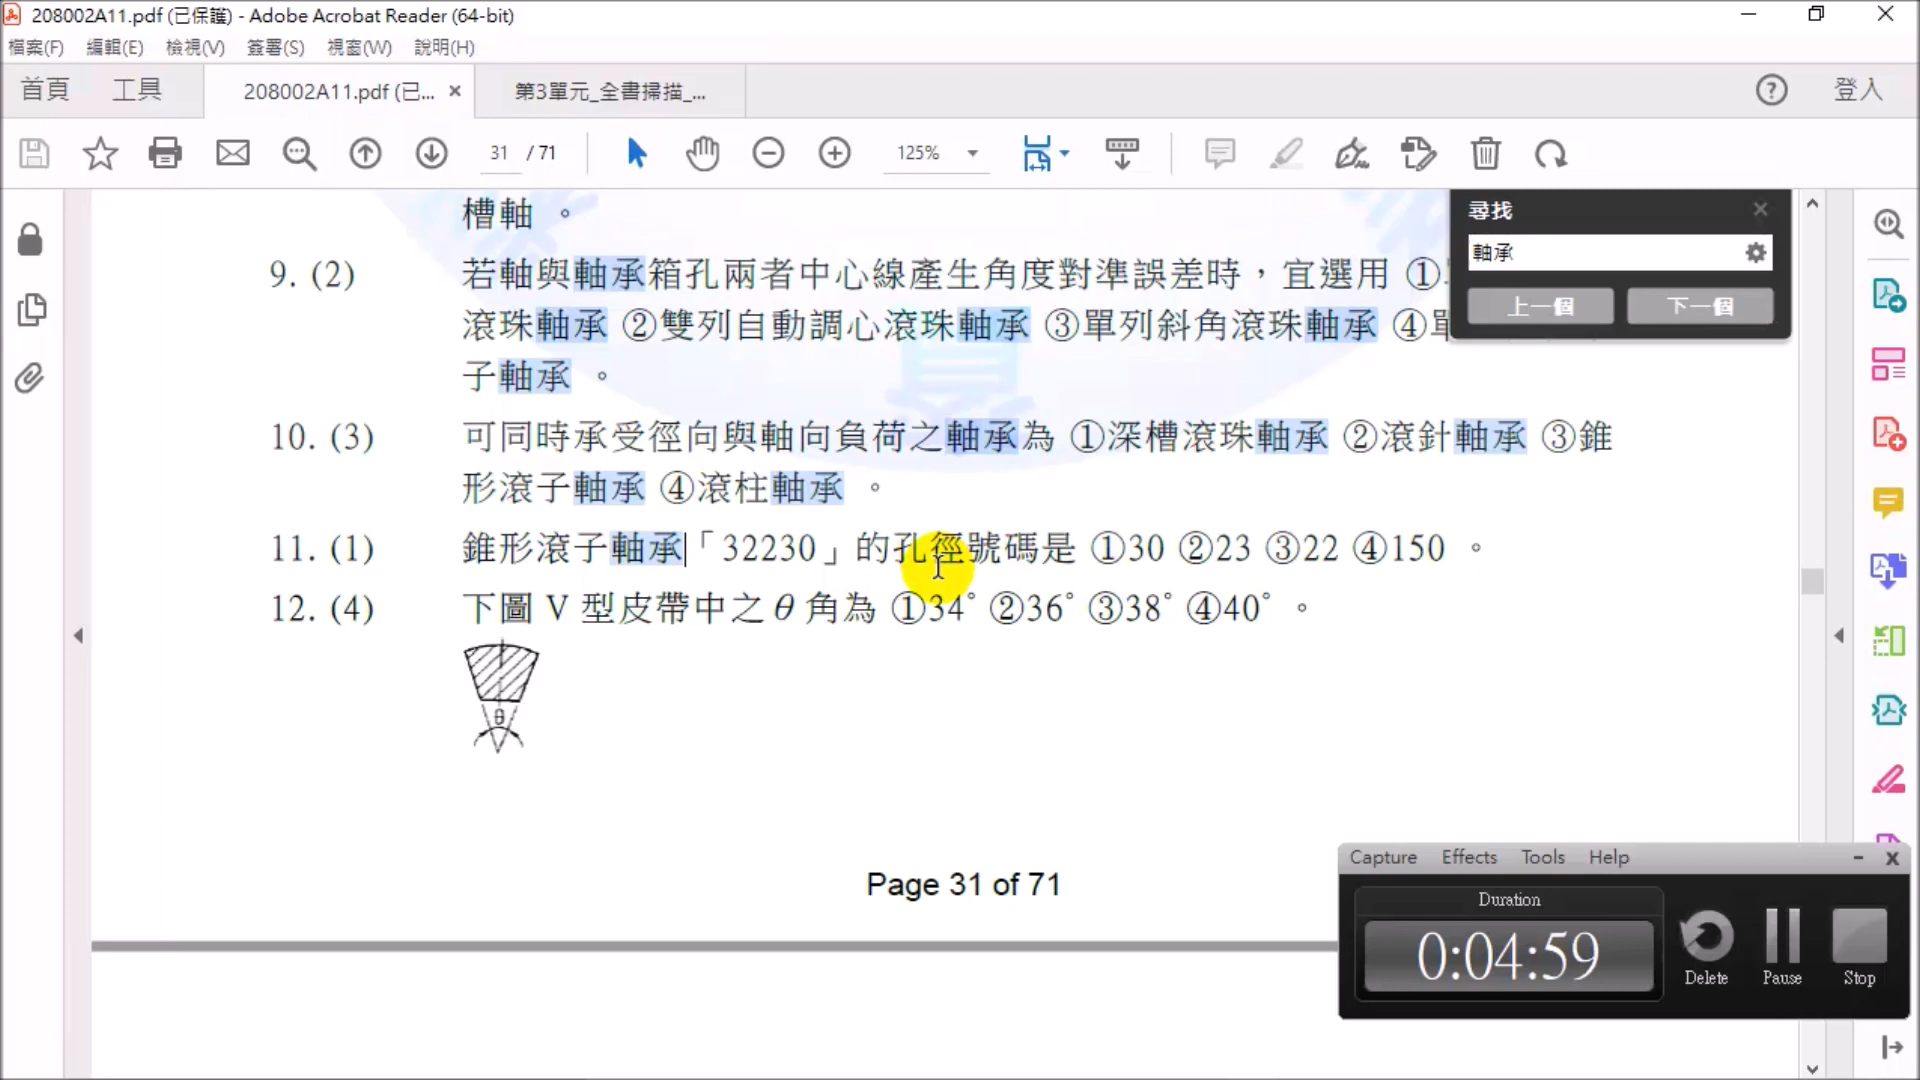 208002A11.pdf (已保護) - Adobe Acrobat Reader (64-bit)
檔案(F) 編輯(E) 檢視(V) 簽署(S) 視窗(W) 說明(H)
首頁 工具 208002A11.pdf (已... 第3單元_全書掃描_... 登入
31 / 71 125%
尋找
軸承
上一個 下一個
槽軸 。
9. (2) 若軸與軸承箱孔兩者中心線產生角度對準誤差時,宜選用 ①
滾珠軸承 ②雙列自動調心滾珠軸承 ③單列斜角滾珠軸承 ④
子軸承 。
10. (3) 可同時承受徑向與軸向負荷之軸承為 ①深槽滾珠軸承 ②滾針軸承 ③錐
形滾子軸承 ④滾柱軸承 。
11. (1) 錐形滾子軸承「32230」的孔徑號碼是 ①30 ②23 ③22 ④150 。
12. (4) 下圖 V 型皮帶中之 θ 角為 ①34° ②36° ③38° ④40° 。
θ
Page 31 of 71
Capture Effects Tools Help
Duration
0:04:59
Delete Pause Stop